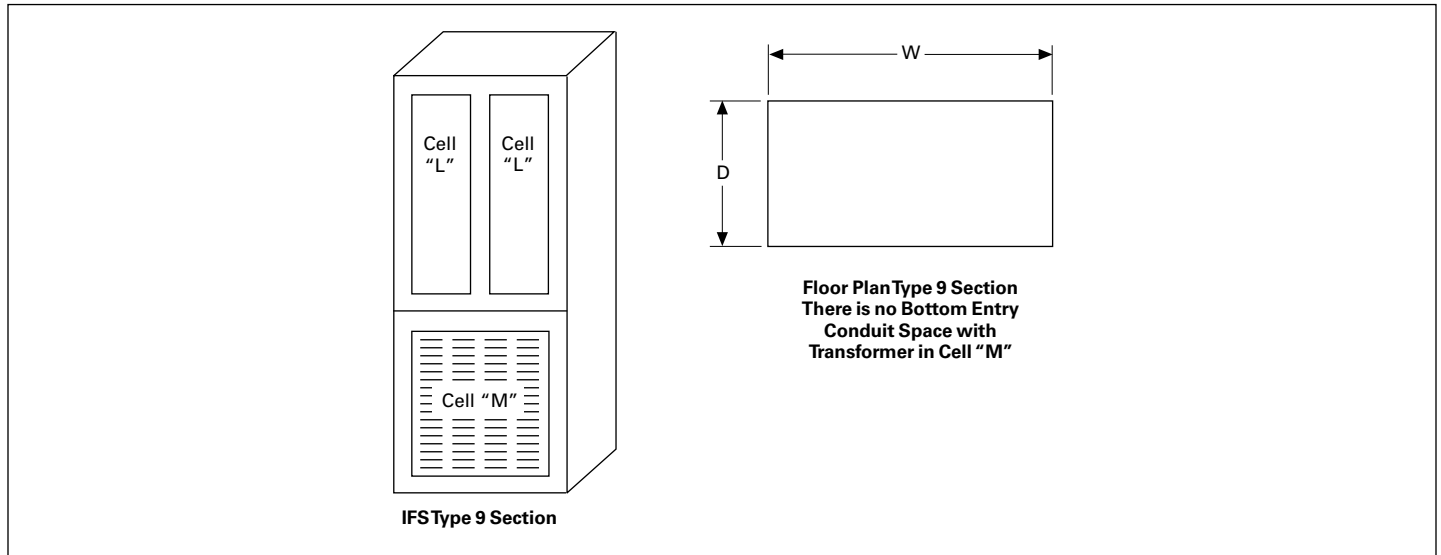 Cell
“L”
Cell
“L”
Cell “M”
IFS Type 9 Section
W
D
Floor Plan Type 9 Section
There is no Bottom Entry
Conduit Space with
Transformer in Cell “M”